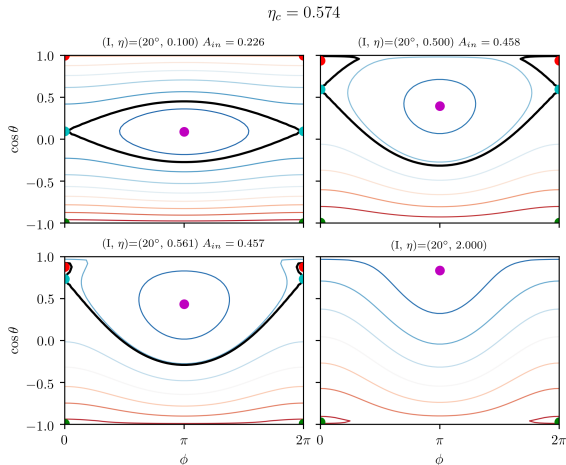 η_c = 0.574
(I, η)=(20°, 0.100) A_in = 0.226
(I, η)=(20°, 0.500) A_in = 0.458
1.0
0.5
0.0
−0.5
−1.0
cos θ
(I, η)=(20°, 0.561) A_in = 0.457
(I, η)=(20°, 2.000)
1.0
0.5
0.0
−0.5
−1.0
cos θ
0
π
2π
0
π
2π
ϕ
ϕ